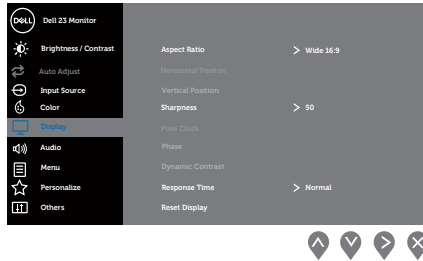 DELL Dell 23 Monitor
Brightness / Contrast
Auto Adjust
Input Source
Color
Display
Audio
Menu
Personalize
Others
Aspect Ratio Wide 16:9
Horizontal Position
Vertical Position
Sharpness 50
Pixel Clock
Phase
Dynamic Contrast
Response Time Normal
Reset Display